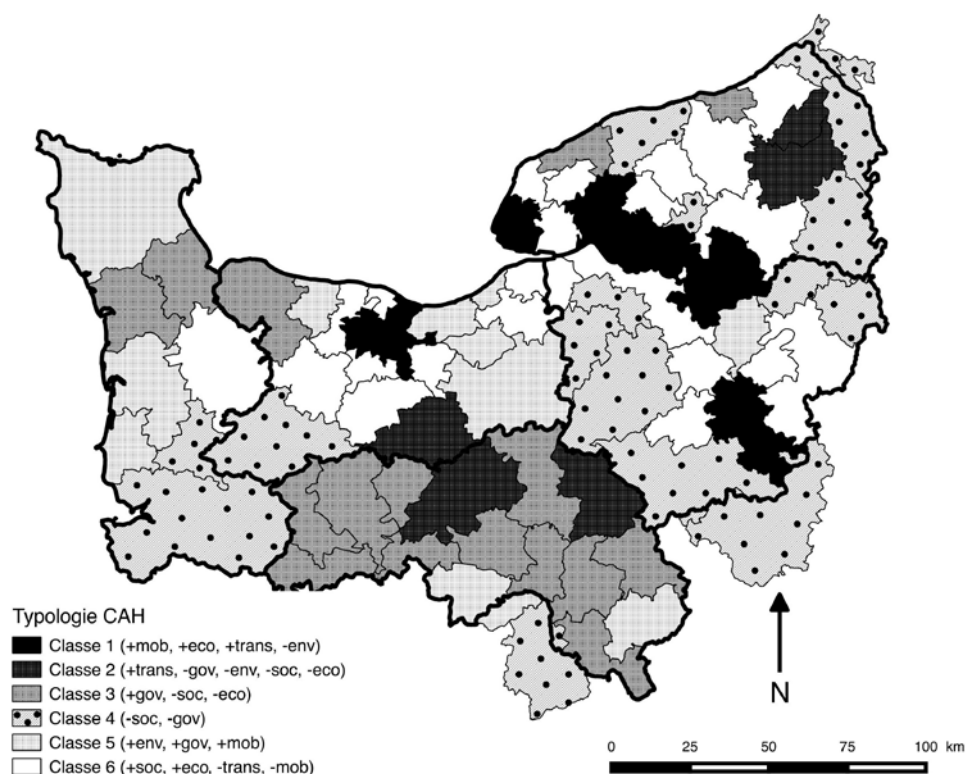 Typologie CAH
Classe 1 (+mob, +eco, +trans, -env)
Classe 2 (+trans, -gov, -env, -soc, -eco)
Classe 3 (+gov, -soc, -eco)
Classe 4 (-soc, -gov)
Classe 5 (+env, +gov, +mob)
Classe 6 (+soc, +eco, -trans, -mob)
N
0 25 50 75 100 km